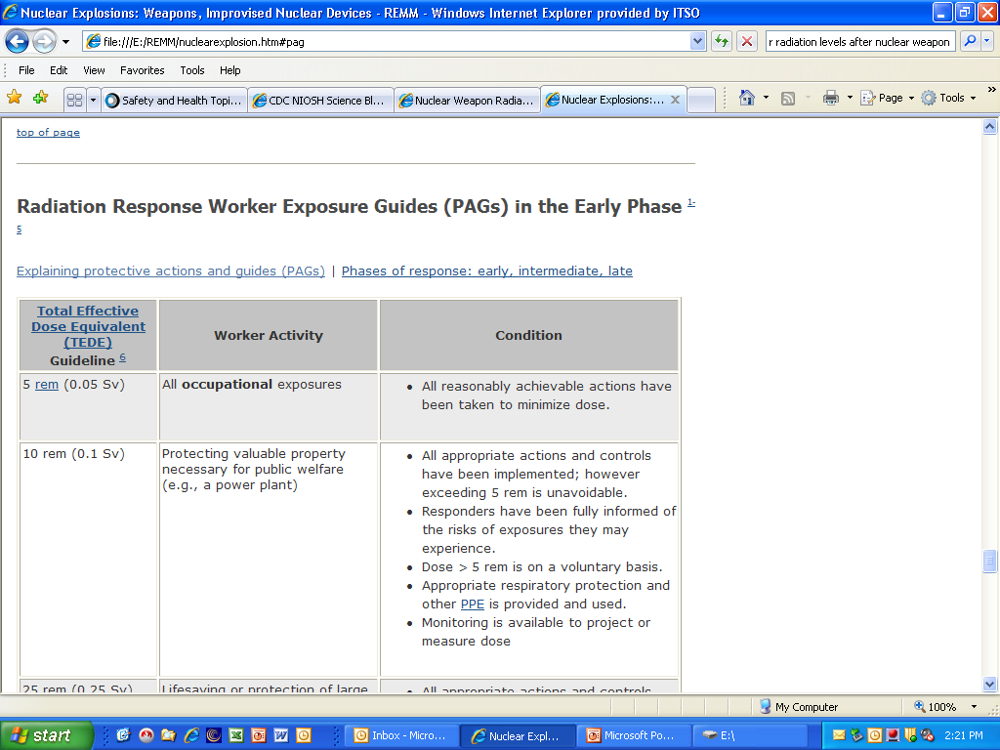 Nuclear Explosions: Weapons, Improvised Nuclear Devices - REMM - Windows Internet Explorer provided by ITSO
file:///E:/REMM/nuclearexplosion.htm#pag
r radiation levels after nuclear weapon
File Edit View Favorites Tools Help
Safety and Health Topi...
CDC NIOSH Science Bl...
Nuclear Weapon Radia...
Nuclear Explosions:...
Page
Tools
top of page
Radiation Response Worker Exposure Guides (PAGs) in the Early Phase 1-
5
Explaining protective actions and guides (PAGs) | Phases of response: early, intermediate, late
Total Effective
Dose Equivalent
(TEDE)
Guideline 6
Worker Activity
Condition
5 rem (0.05 Sv)
All occupational exposures
• All reasonably achievable actions have
been taken to minimize dose.
10 rem (0.1 Sv)
Protecting valuable property
necessary for public welfare
(e.g., a power plant)
• All appropriate actions and controls
have been implemented; however
exceeding 5 rem is unavoidable.
• Responders have been fully informed of
the risks of exposures they may
experience.
• Dose > 5 rem is on a voluntary basis.
• Appropriate respiratory protection and
other PPE is provided and used.
• Monitoring is available to project or
measure dose
25 rem (0.25 Sv)
Lifesaving or protection of large
• All appropriate actions and controls
My Computer
100%
start
Inbox - Micro...
Nuclear Expl...
Microsoft Po...
E:\
2:21 PM